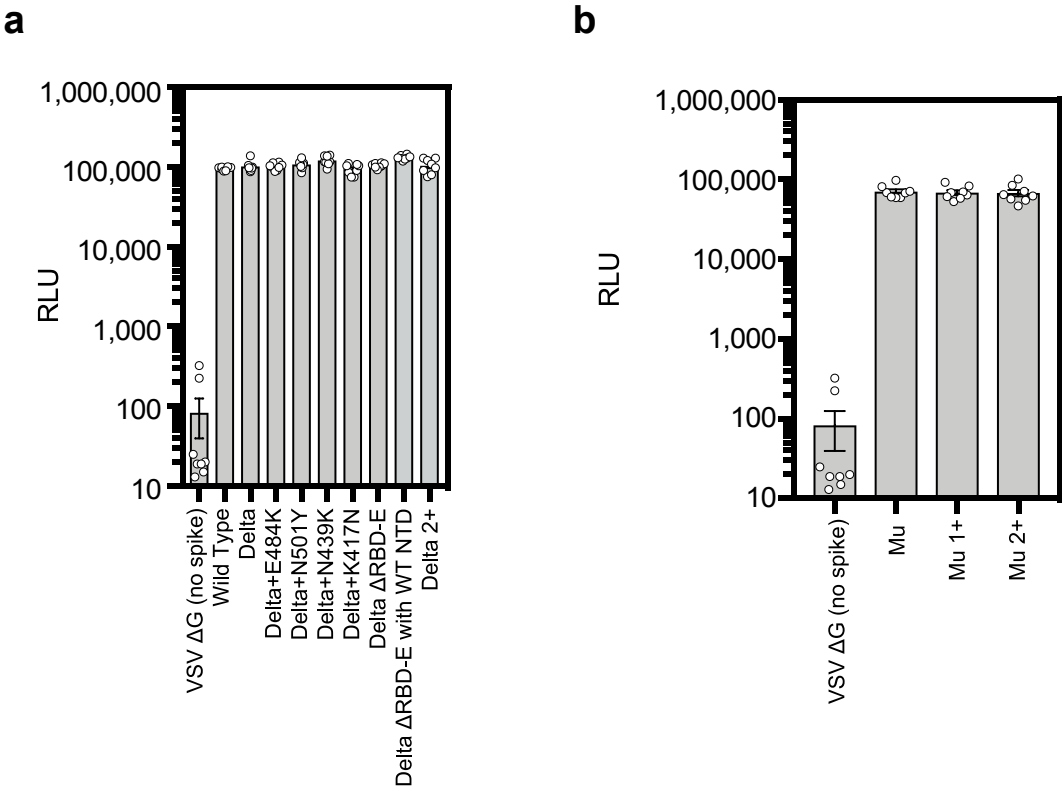 a
1,000,000
100,000
10,000
1,000
100
10
RLU
VSV ΔG (no spike)
Wild Type
Delta
Delta+E484K
Delta+N501Y
Delta+N439K
Delta+K417N
Delta ΔRBD-E
Delta ΔRBD-E with WT NTD
Delta 2+
b
1,000,000
100,000
10,000
1,000
100
10
RLU
VSV ΔG (no spike)
Mu
Mu 1+
Mu 2+